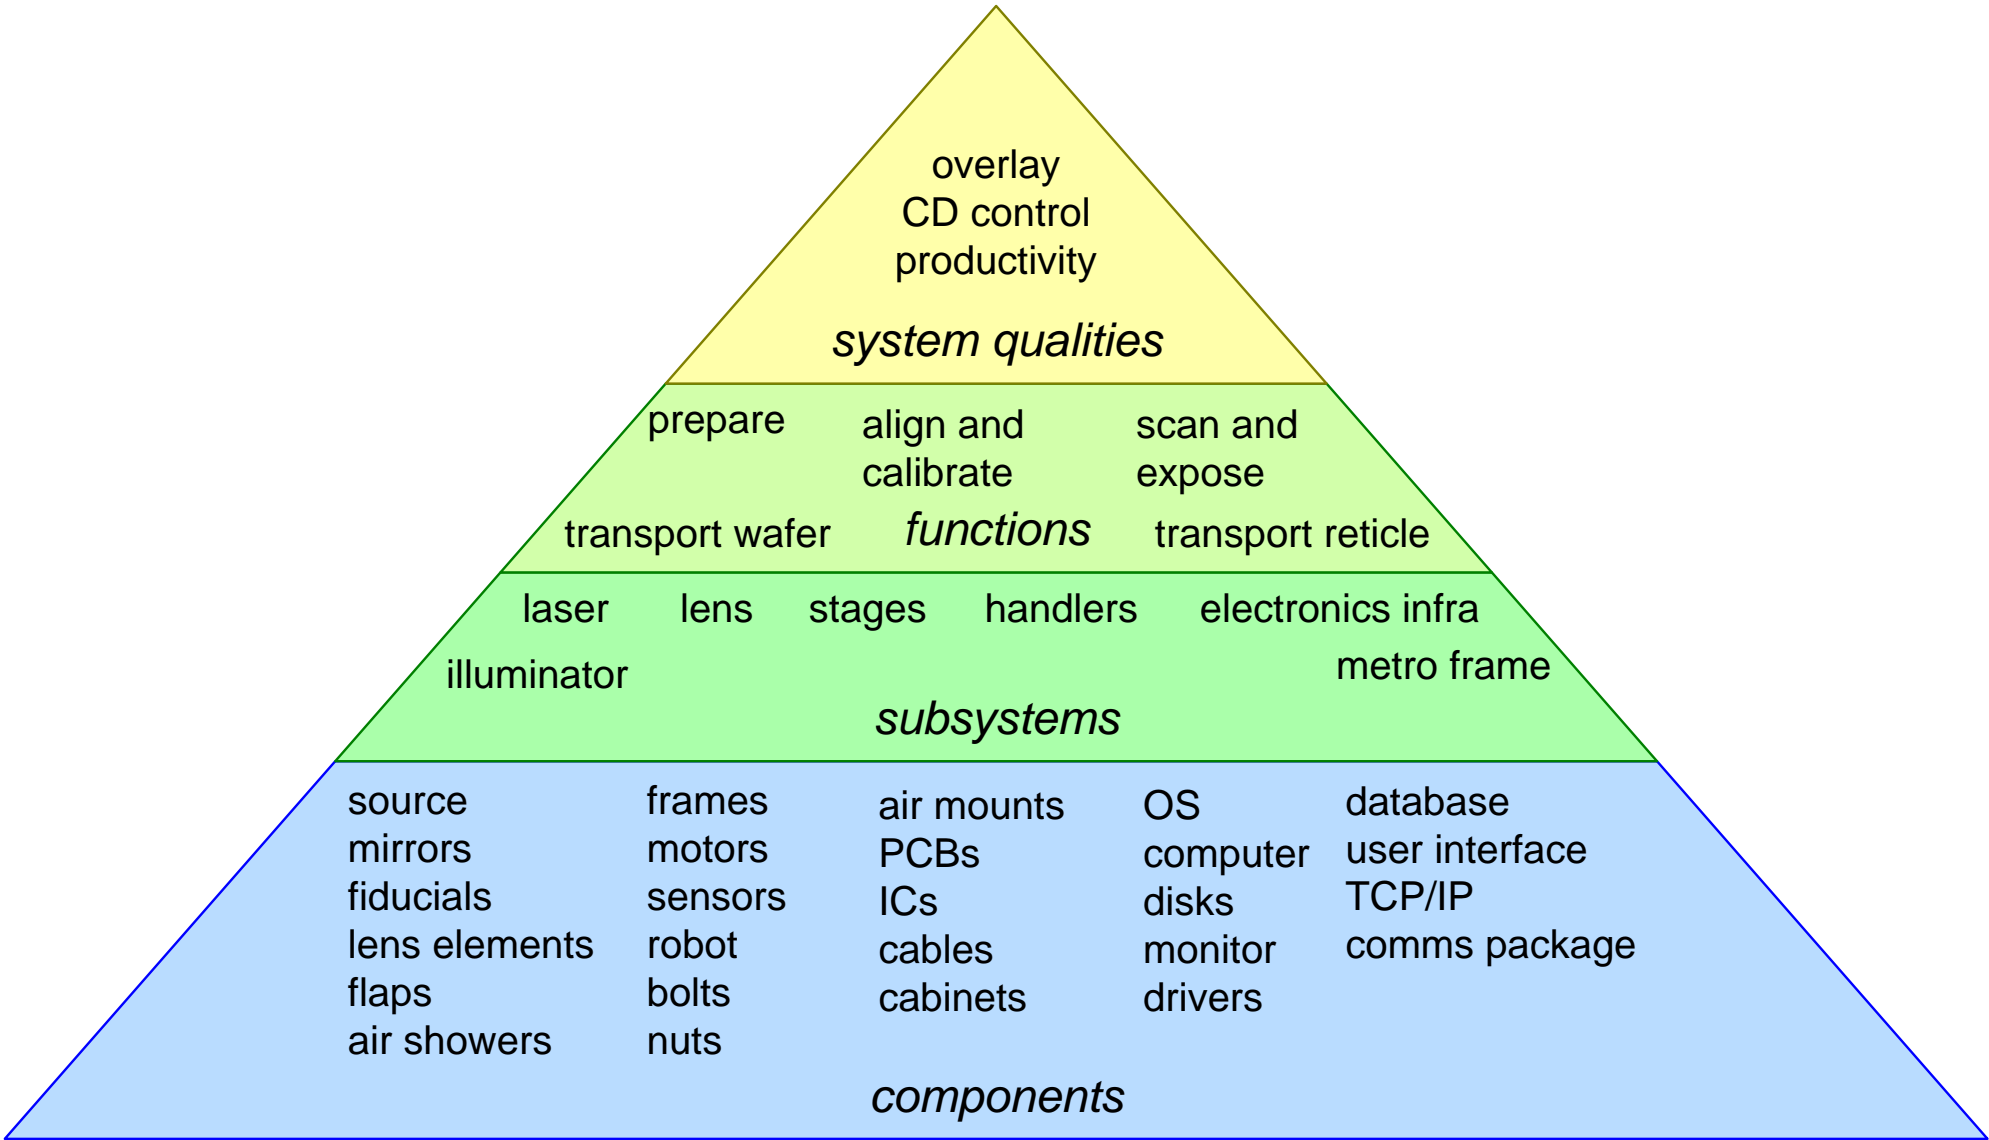 overlay
CD control
productivity
system qualities
prepare
align and
calibrate
scan and
expose
transport wafer
functions
transport reticle
laser
lens
stages
handlers
electronics infra
illuminator
metro frame
subsystems
source
mirrors
fiducials
lens elements
flaps
air showers
frames
motors
sensors
robot
bolts
nuts
air mounts
PCBs
ICs
cables
cabinets
OS
computer
disks
monitor
drivers
database
user interface
TCP/IP
comms package
components